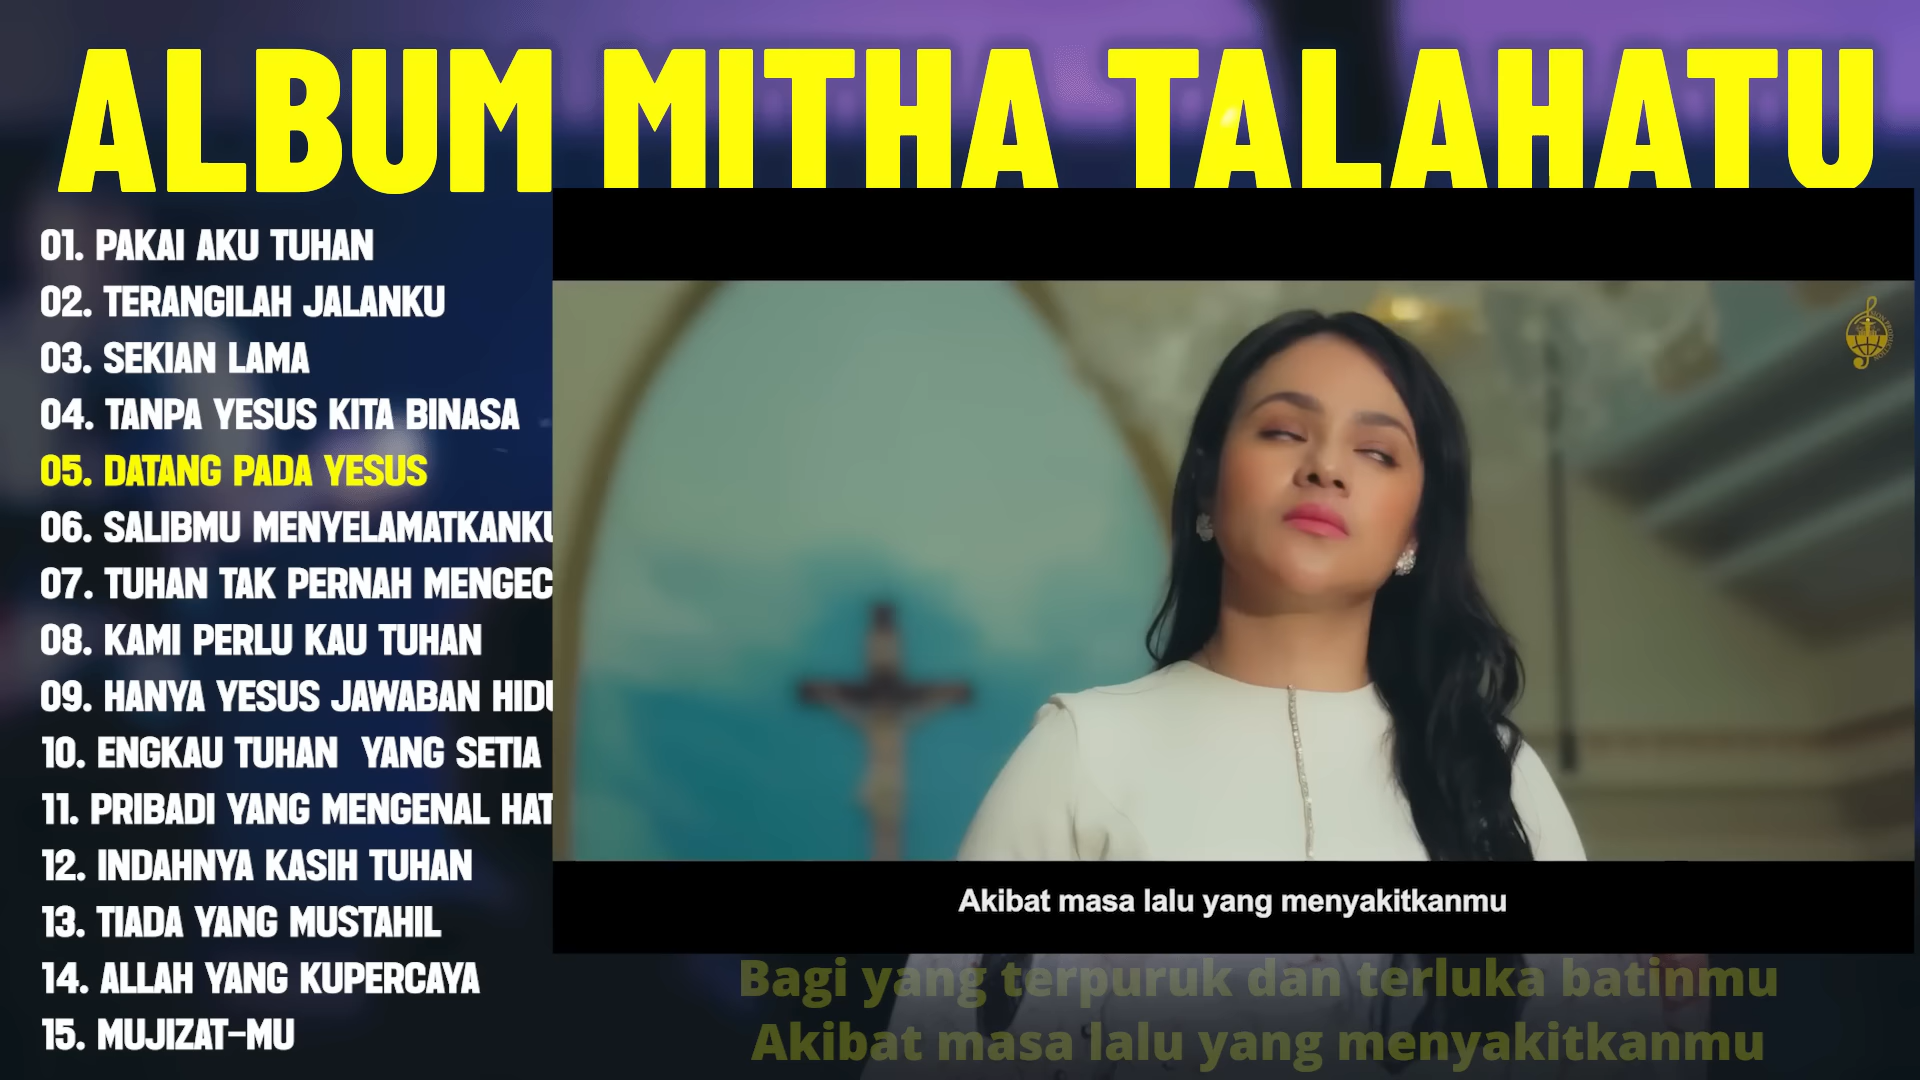 ALBUM MITHA TALAHATU
01. PAKAI AKU TUHAN
02. TERANGILAH JALANKU
03. SEKIAN LAMA
04. TANPA YESUS KITA BINASA
05. DATANG PADA YESUS
06. SALIBMU MENYELAMATKANKU
07. TUHAN TAK PERNAH MENGEC
08. KAMI PERLU KAU TUHAN
09. HANYA YESUS JAWABAN HIDU
10. ENGKAU TUHAN YANG SETIA
11. PRIBADI YANG MENGENAL HAT
12. INDAHNYA KASIH TUHAN
13. TIADA YANG MUSTAHIL
14. ALLAH YANG KUPERCAYA
15. MUJIZAT-MU
Akibat masa lalu yang menyakitkanmu
Bagi yang terpuruk dan terluka batinmu
Akibat masa lalu yang menyakitkanmu